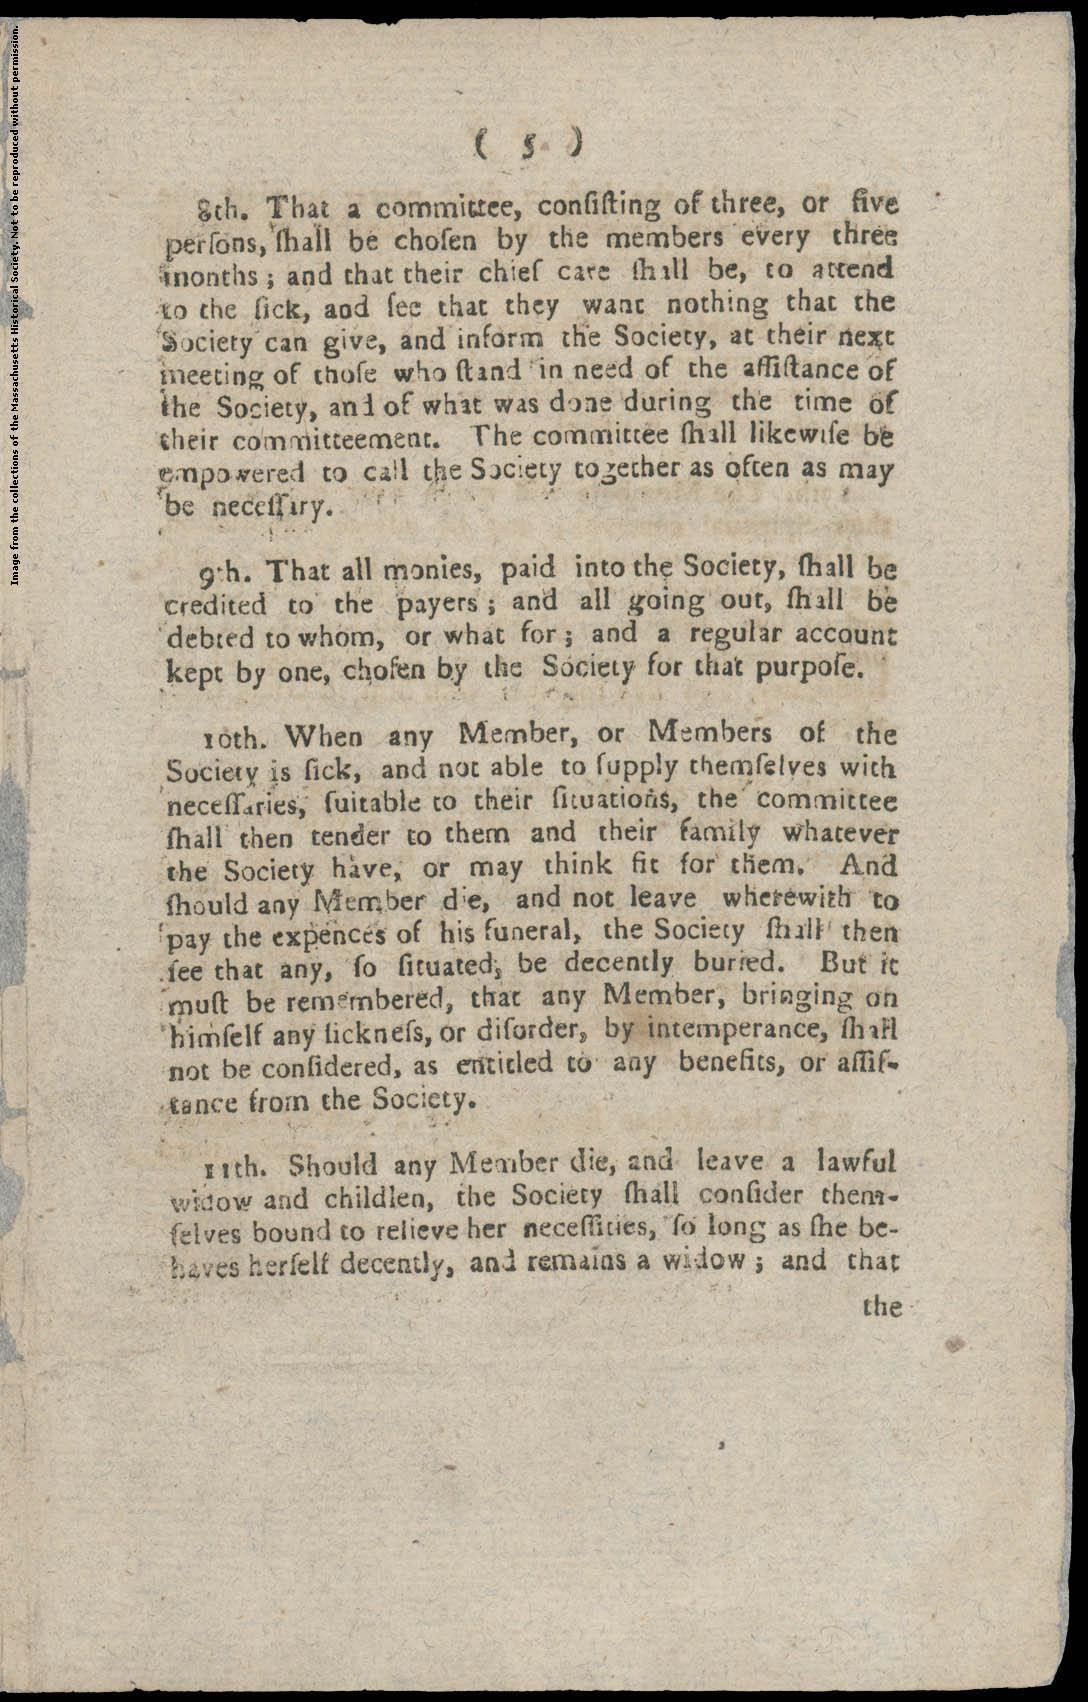 Image from the collections of the Massachusetts Historical Society. Not to be reproduced without permission.
( 5 )
8th. That a committee, conſiſting of three, or five
perſons, ſhall be choſen by the members every three
months ; and that their chief care ſhall be, to attend
to the ſick, and ſee that they want nothing that the
Society can give, and inform the Society, at their next
meeting of thoſe who ſtand in need of the aſſiſtance of
the Society, and of what was done during the time of
their committeement. The committee ſhall likewiſe be
empowered to call the Society together as often as may
be neceſſary.
9th. That all monies, paid into the Society, ſhall be
credited to the payers ; and all going out, ſhall be
debted to whom, or what for ; and a regular account
kept by one, choſen by the Society for that purpoſe.
10th. When any Member, or Members of the
Society is ſick, and not able to ſupply themſelves with
neceſſaries, ſuitable to their ſituations, the committee
ſhall then tender to them and their family whatever
the Society have, or may think fit for them. And
ſhould any Member die, and not leave wherewith to
pay the expences of his funeral, the Society ſhall then
ſee that any, ſo ſituated, be decently buried. But it
muſt be remembered, that any Member, bringing on
himſelf any ſickneſs, or diſorder, by intemperance, ſhall
not be conſidered, as entitled to any benefits, or aſſiſ-
tance from the Society.
11th. Should any Member die, and leave a lawful
widow and childlen, the Society ſhall conſider them-
ſelves bound to relieve her neceſſities, ſo long as ſhe be-
haves herſelf decently, and remains a widow ; and that
the